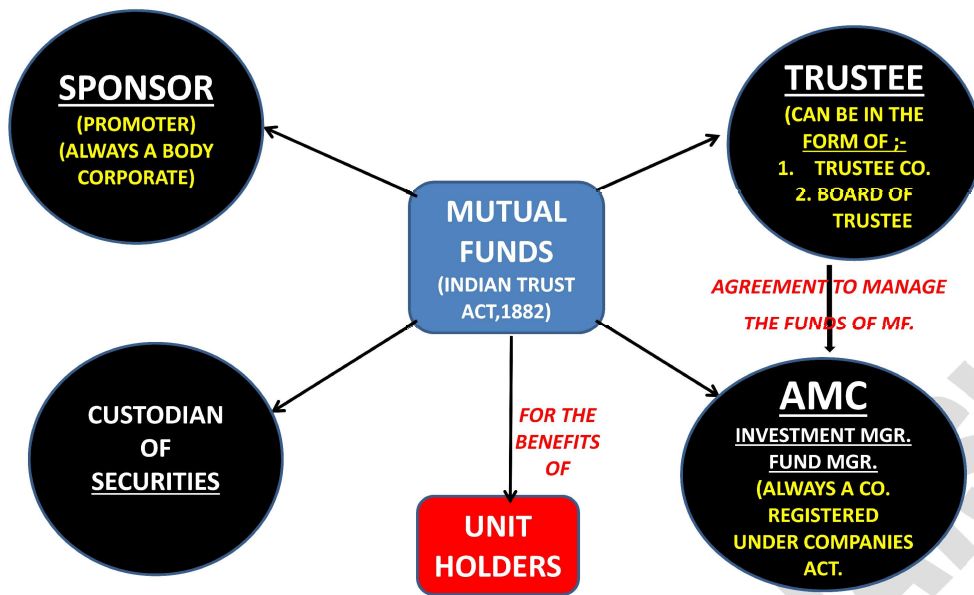 SPONSOR
(PROMOTER)
(ALWAYS A BODY
CORPORATE)
TRUSTEE
(CAN BE IN THE
FORM OF ;-
1. TRUSTEE CO.
2. BOARD OF
TRUSTEE
MUTUAL
FUNDS
(INDIAN TRUST
ACT,1882)
AGREEMENT TO MANAGE
THE FUNDS OF MF.
CUSTODIAN
OF
SECURITIES
FOR THE
BENEFITS
OF
UNIT
HOLDERS
AMC
INVESTMENT MGR.
FUND MGR.
(ALWAYS A CO.
REGISTERED
UNDER COMPANIES
ACT.